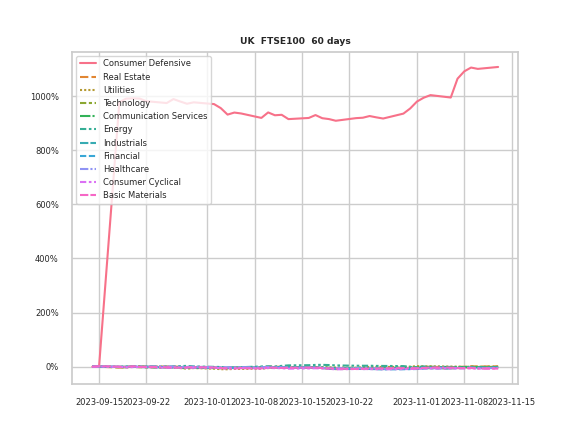 UK FTSE100 60 days
Consumer Defensive
Real Estate
Utilities
Technology
Communication Services
Energy
Industrials
Financial
Healthcare
Consumer Cyclical
Basic Materials
1000%
800%
600%
400%
200%
0%
2023-09-15 2023-09-22 2023-10-01 2023-10-08 2023-10-15 2023-10-22 2023-11-01 2023-11-08 2023-11-15